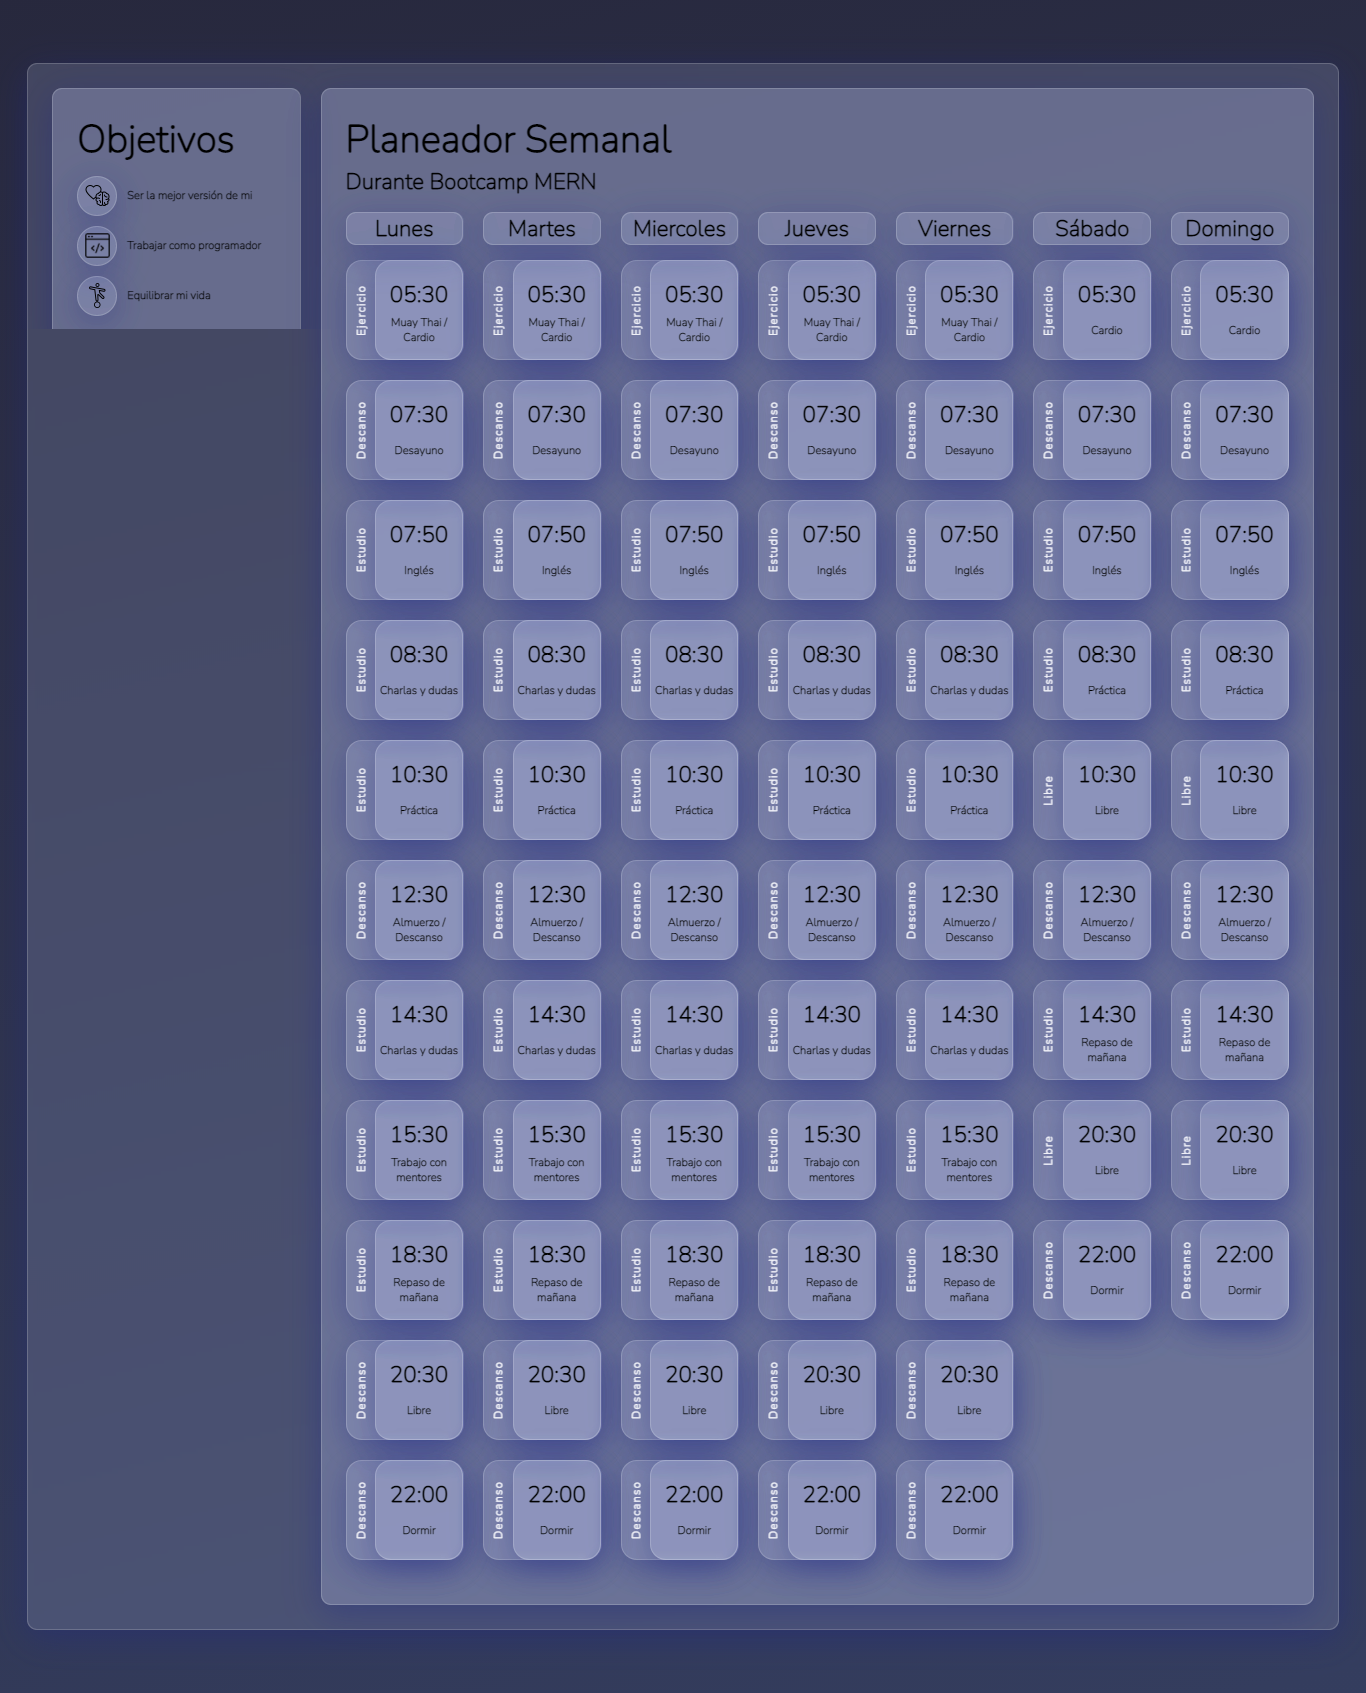 Objetivos
Ser la mejor versión de mi
Trabajar como programador
Equilibrar mi vida
Planeador Semanal
Durante Bootcamp MERN
Lunes Martes Miercoles Jueves Viernes Sábado Domingo
Ejercicio 05:30 Ejercicio 05:30 Ejercicio 05:30 Ejercicio 05:30 Ejercicio 05:30 Ejercicio 05:30 Ejercicio 05:30
Muay Thai / Muay Thai / Muay Thai / Muay Thai / Muay Thai / Cardio Cardio
Cardio Cardio Cardio Cardio Cardio
Descanso 07:30 Descanso 07:30 Descanso 07:30 Descanso 07:30 Descanso 07:30 Descanso 07:30 Descanso 07:30
Desayuno Desayuno Desayuno Desayuno Desayuno Desayuno Desayuno
Estudio 07:50 Estudio 07:50 Estudio 07:50 Estudio 07:50 Estudio 07:50 Estudio 07:50 Estudio 07:50
Inglés Inglés Inglés Inglés Inglés Inglés Inglés
Estudio 08:30 Estudio 08:30 Estudio 08:30 Estudio 08:30 Estudio 08:30 Estudio 08:30 Estudio 08:30
Charlas y dudas Charlas y dudas Charlas y dudas Charlas y dudas Charlas y dudas Práctica Práctica
Estudio 10:30 Estudio 10:30 Estudio 10:30 Estudio 10:30 Estudio 10:30 Libre 10:30 Libre 10:30
Práctica Práctica Práctica Práctica Práctica Libre Libre
Descanso 12:30 Descanso 12:30 Descanso 12:30 Descanso 12:30 Descanso 12:30 Descanso 12:30 Descanso 12:30
Almuerzo / Almuerzo / Almuerzo / Almuerzo / Almuerzo / Almuerzo / Almuerzo /
Descanso Descanso Descanso Descanso Descanso Descanso Descanso
Estudio 14:30 Estudio 14:30 Estudio 14:30 Estudio 14:30 Estudio 14:30 Estudio 14:30 Estudio 14:30
Charlas y dudas Charlas y dudas Charlas y dudas Charlas y dudas Charlas y dudas Repaso de Repaso de
mañana mañana
Estudio 15:30 Estudio 15:30 Estudio 15:30 Estudio 15:30 Estudio 15:30 Libre 20:30 Libre 20:30
Trabajo con Trabajo con Trabajo con Trabajo con Trabajo con Libre Libre
mentores mentores mentores mentores mentores
Estudio 18:30 Estudio 18:30 Estudio 18:30 Estudio 18:30 Estudio 18:30 Descanso 22:00 Descanso 22:00
Repaso de Repaso de Repaso de Repaso de Repaso de Dormir Dormir
mañana mañana mañana mañana mañana
Descanso 20:30 Descanso 20:30 Descanso 20:30 Descanso 20:30 Descanso 20:30
Libre Libre Libre Libre Libre
Descanso 22:00 Descanso 22:00 Descanso 22:00 Descanso 22:00 Descanso 22:00
Dormir Dormir Dormir Dormir Dormir